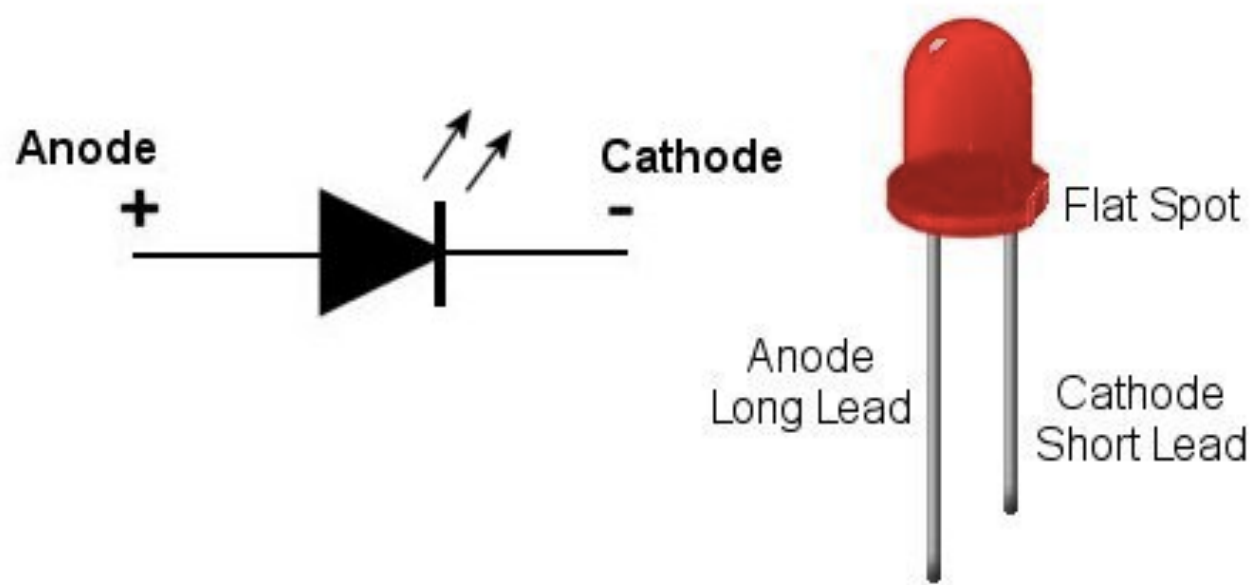 Anode
+
Cathode
-
Flat Spot
Anode
Long Lead
Cathode
Short Lead